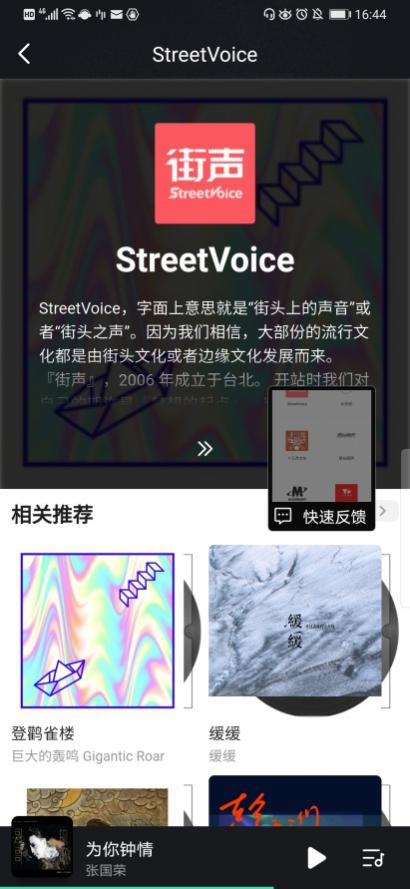 HD 4G 16:44
StreetVoice
街声
StreetVoice
StreetVoice
StreetVoice，字面上意思就是“街头上的声音”或
者“街头之声”。因为我们相信，大部份的流行文
化都是由街头文化或者边缘文化发展而来。
『街声』，2006 年成立于台北。 开站时我们对
快速反馈
相关推荐
緩緩
登鹳雀楼
缓缓
巨大的轰鸣 Gigantic Roar
缓缓
为你钟情
张国荣